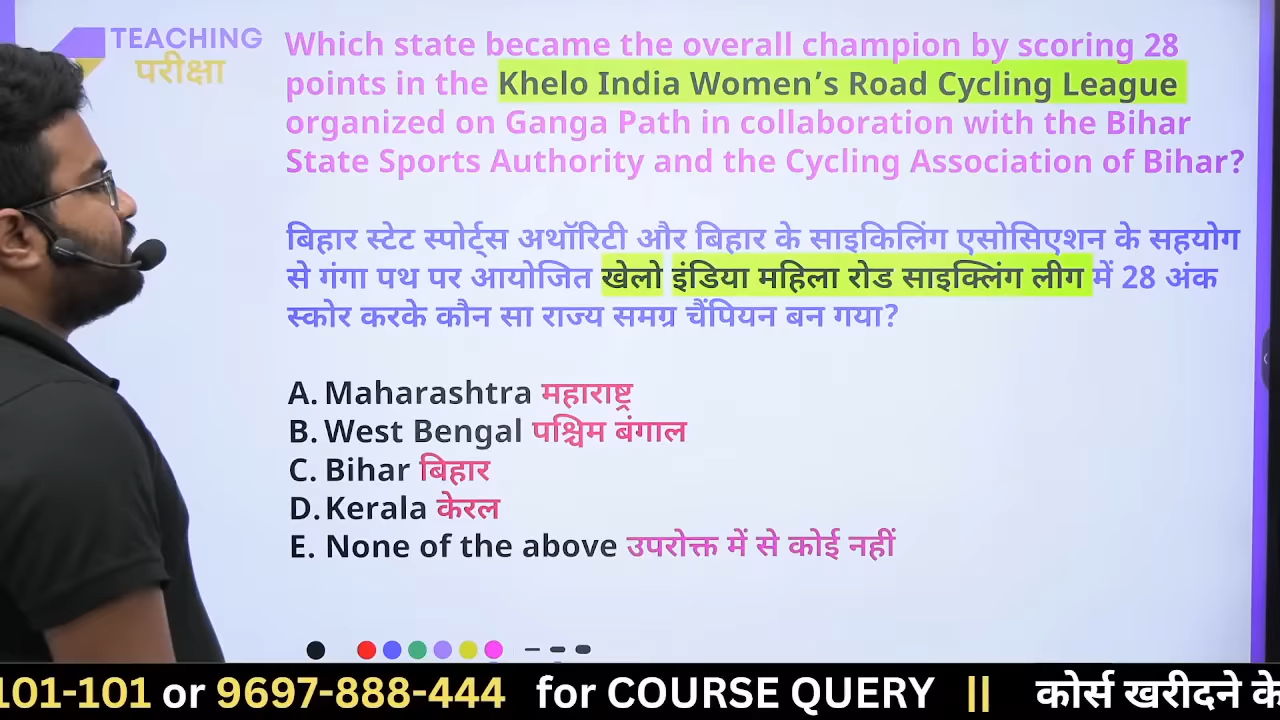 TEACHING
परीक्षा
Which state became the overall champion by scoring 28
points in the Khelo India Women’s Road Cycling League
organized on Ganga Path in collaboration with the Bihar
State Sports Authority and the Cycling Association of Bihar?
बिहार स्टेट स्पोर्ट्स अथॉरिटी और बिहार के साइकिलिंग एसोसिएशन के सहयोग
से गंगा पथ पर आयोजित खेलो इंडिया महिला रोड साइक्लिंग लीग में 28 अंक
स्कोर करके कौन सा राज्य समग्र चैंपियन बन गया?
A. Maharashtra महाराष्ट्र
B. West Bengal पश्चिम बंगाल
C. Bihar बिहार
D. Kerala केरल
E. None of the above उपरोक्त में से कोई नहीं
101-101 or 9697-888-444 for COURSE QUERY || कोर्स खरीदने के